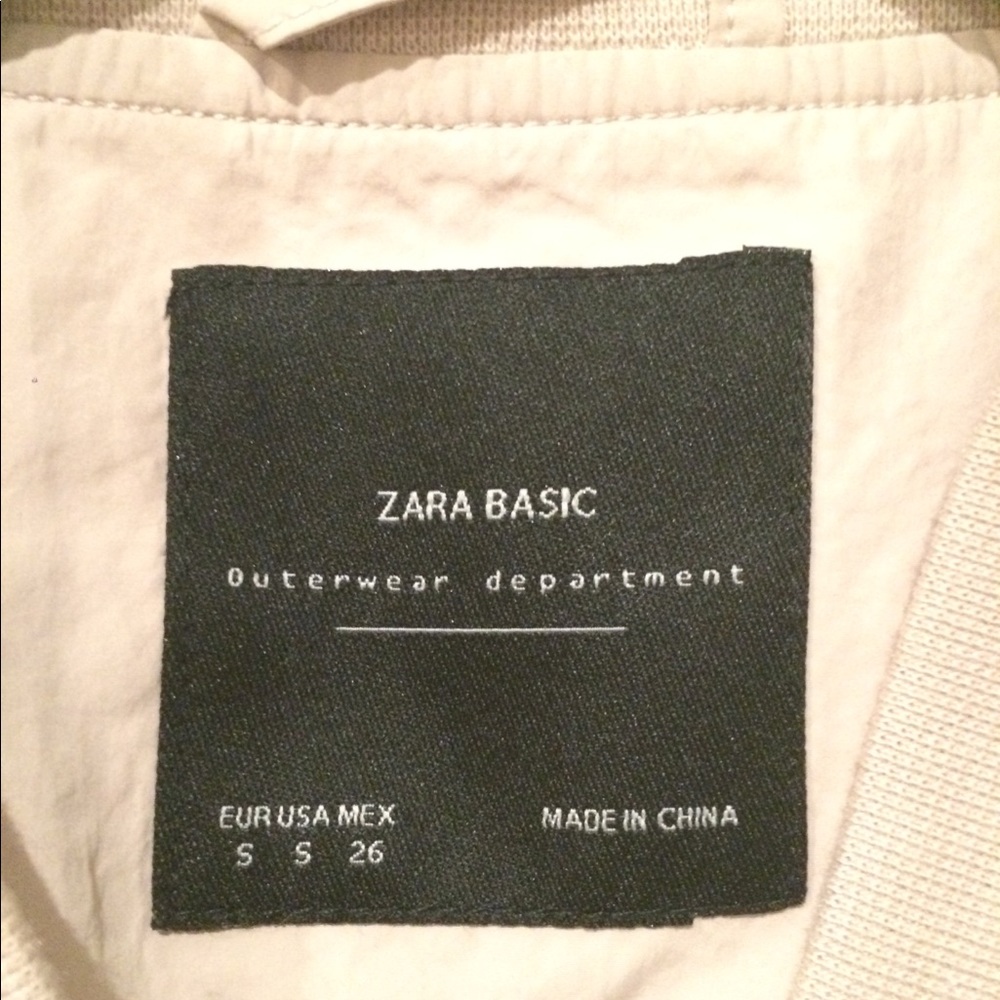 ZARA BASIC
Outerwear department
EUR USA MEX
S S 26
MADE IN CHINA